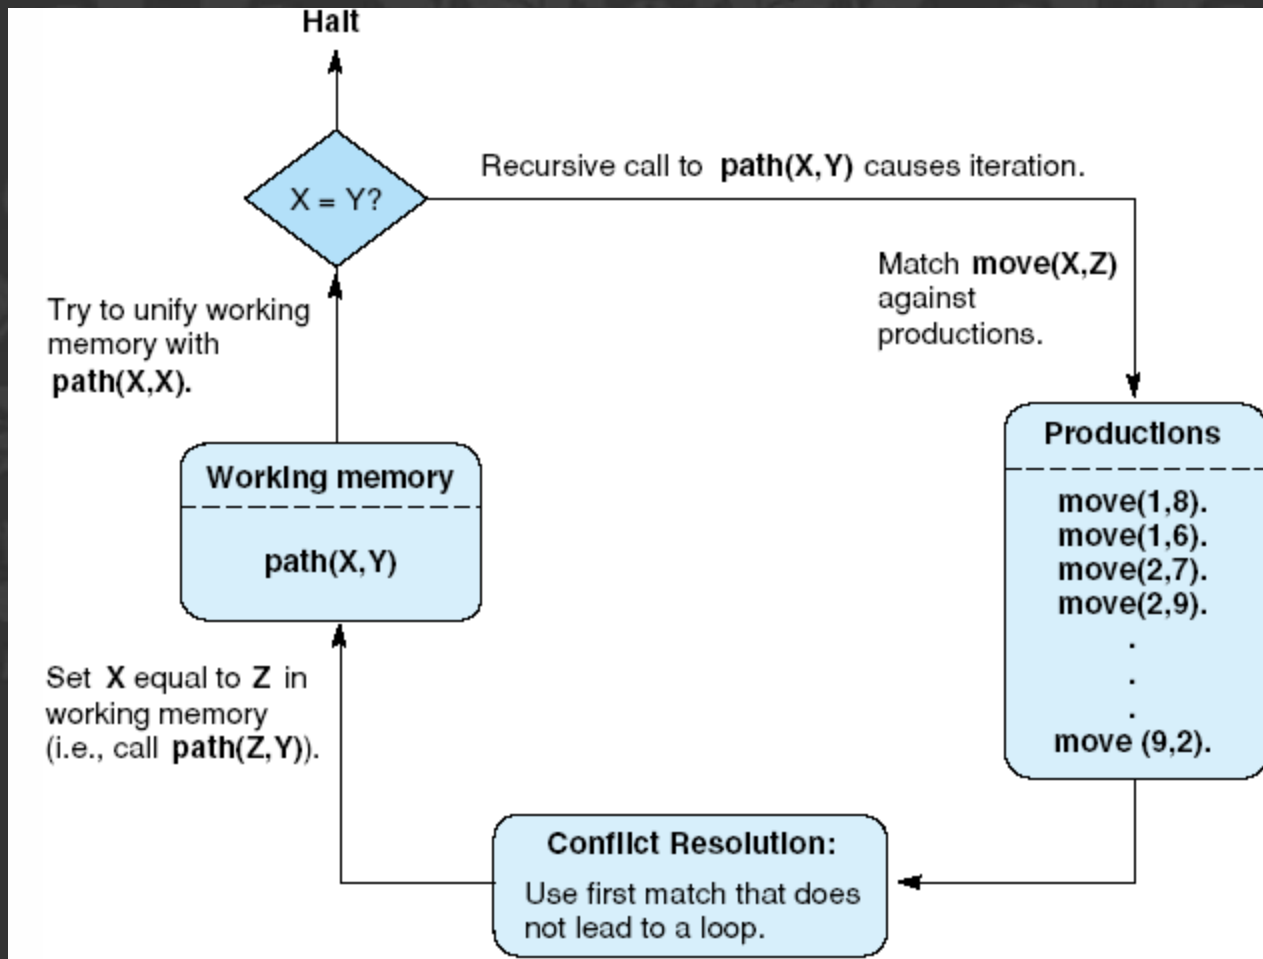 Halt
X = Y?
Recursive call to path(X,Y) causes iteration.
Match move(X,Z)
against
productions.
Try to unify working
memory with
path(X,X).
Working memory
path(X,Y)
Productions
move(1,8).
move(1,6).
move(2,7).
move(2,9).
.
.
.
move (9,2).
Set X equal to Z in
working memory
(i.e., call path(Z,Y)).
Conflict Resolution:
Use first match that does
not lead to a loop.